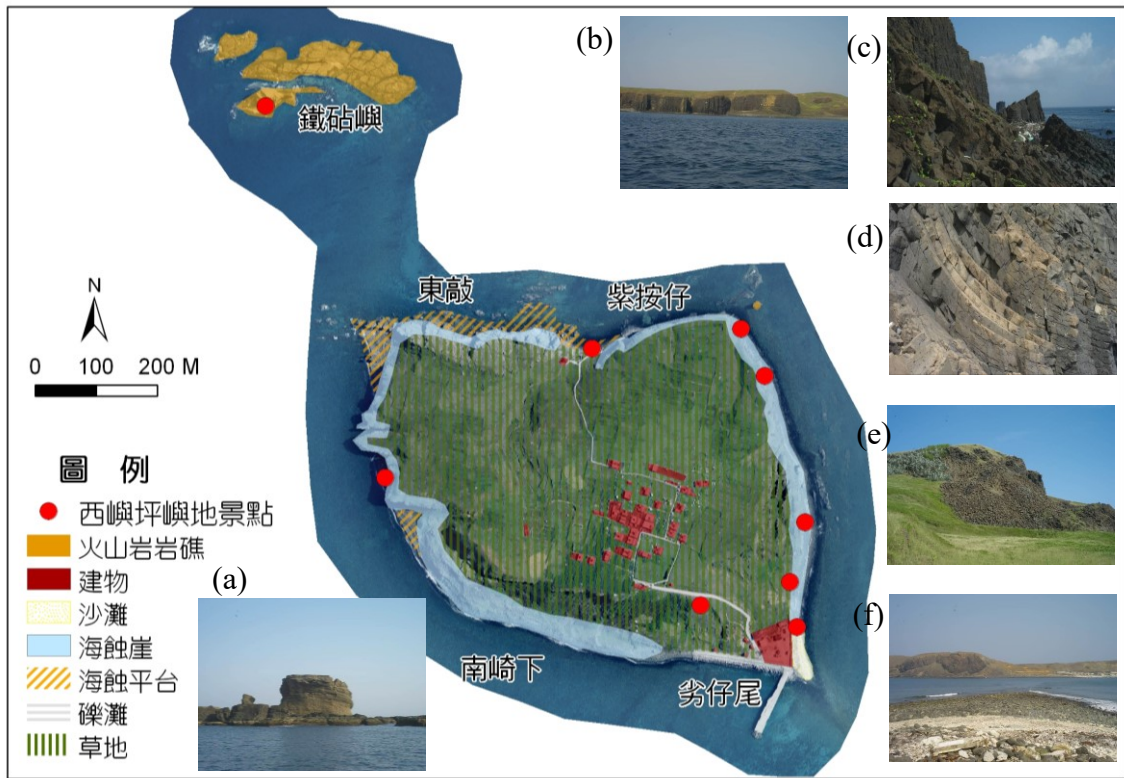 (b)
(c)
鐵砧嶼
(d)
東敲
紫按仔
N
0 100 200 M
(e)
圖 例
西嶼坪嶼地景點
火山岩岩礁
建物
沙灘
海蝕崖
海蝕平台
礫灘
草地
(a)
(f)
南崎下
劣仔尾